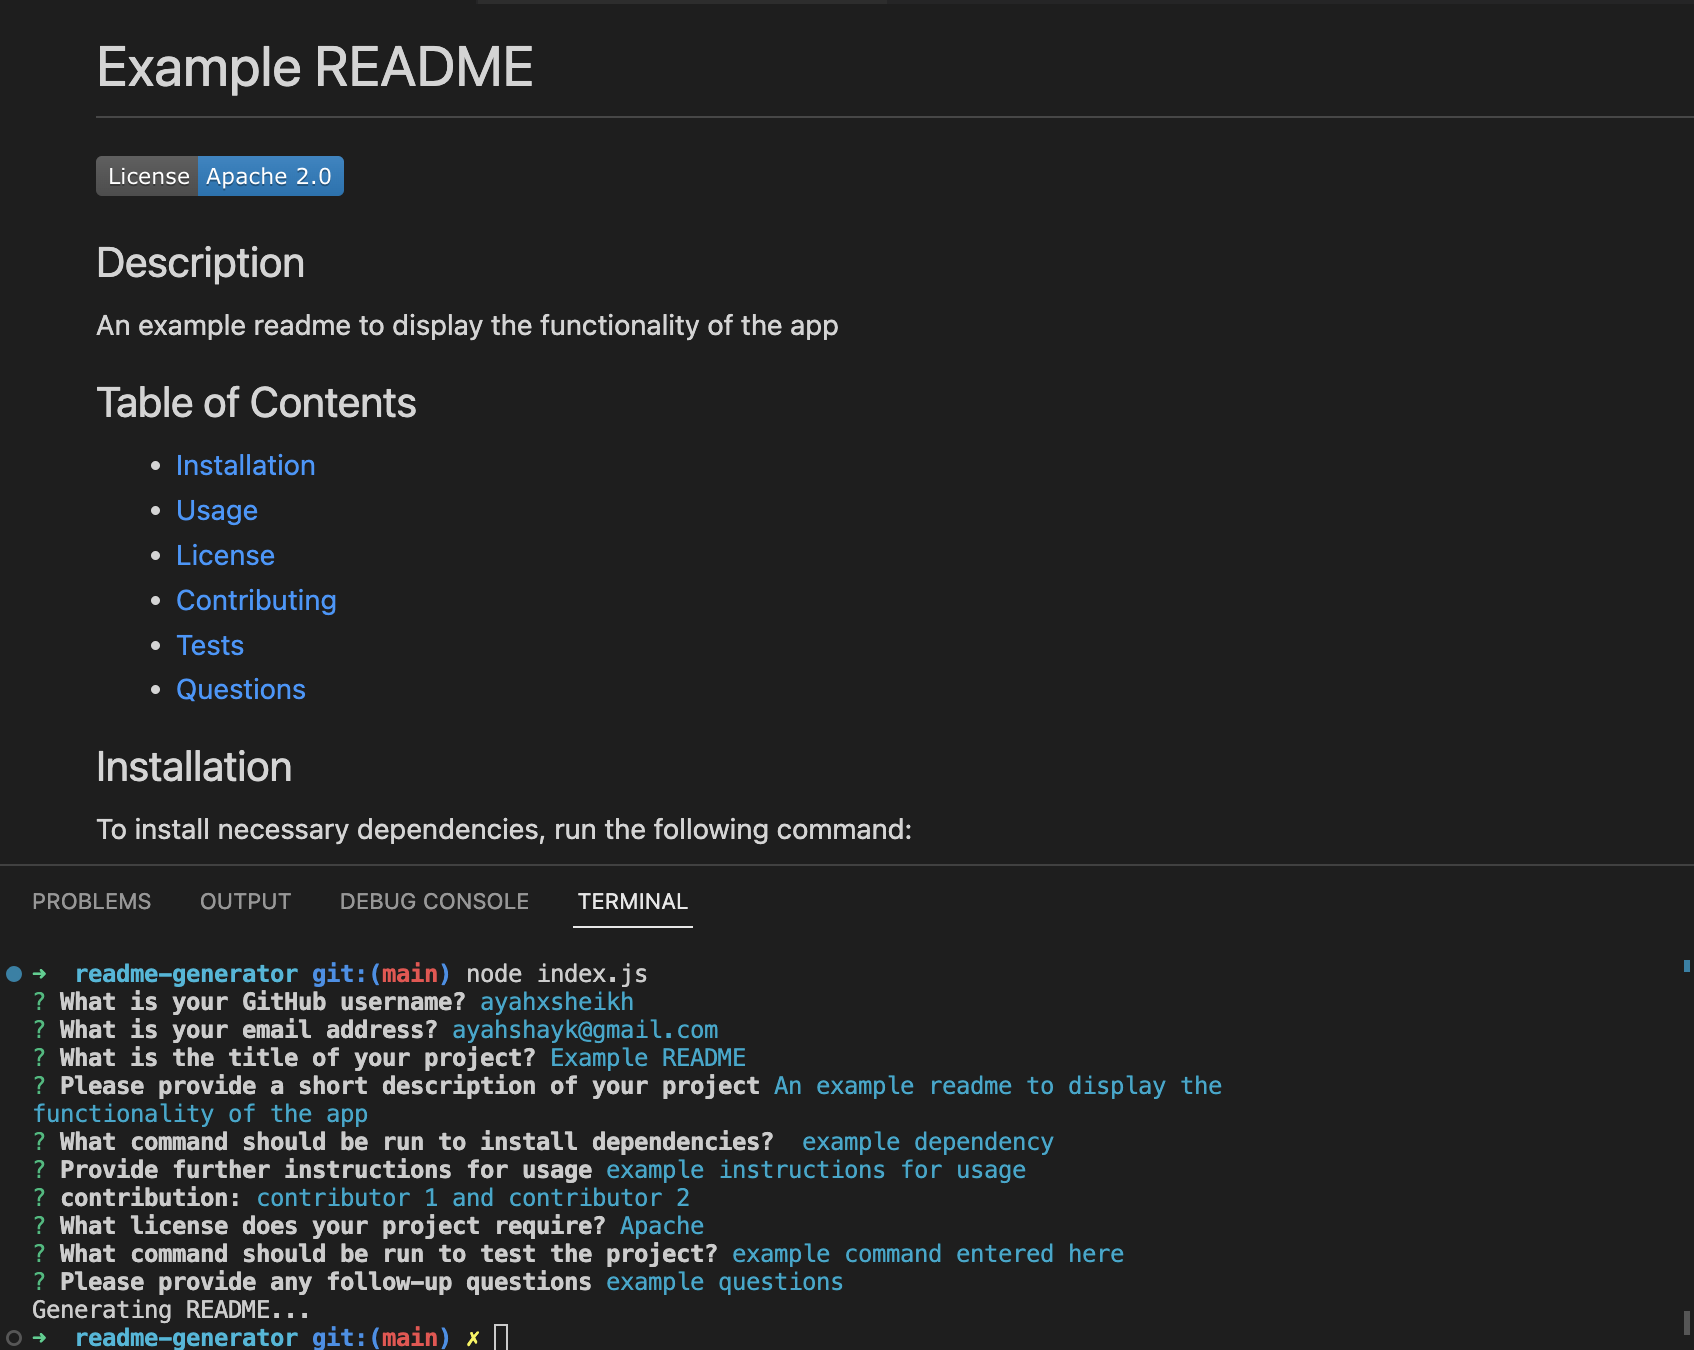 Example README
License Apache 2.0
Description
An example readme to display the functionality of the app
Table of Contents
• Installation
• Usage
• License
• Contributing
• Tests
• Questions
Installation
To install necessary dependencies, run the following command:
PROBLEMS OUTPUT DEBUG CONSOLE TERMINAL
➜ readme-generator git:(main) node index.js
? What is your GitHub username? ayahxsheikh
? What is your email address? ayahshayk@gmail.com
? What is the title of your project? Example README
? Please provide a short description of your project An example readme to display the
functionality of the app
? What command should be run to install dependencies?  example dependency
? Provide further instructions for usage example instructions for usage
? contribution: contributor 1 and contributor 2
? What license does your project require? Apache
? What command should be run to test the project? example command entered here
? Please provide any follow-up questions example questions
Generating README...
➜ readme-generator git:(main) ✗